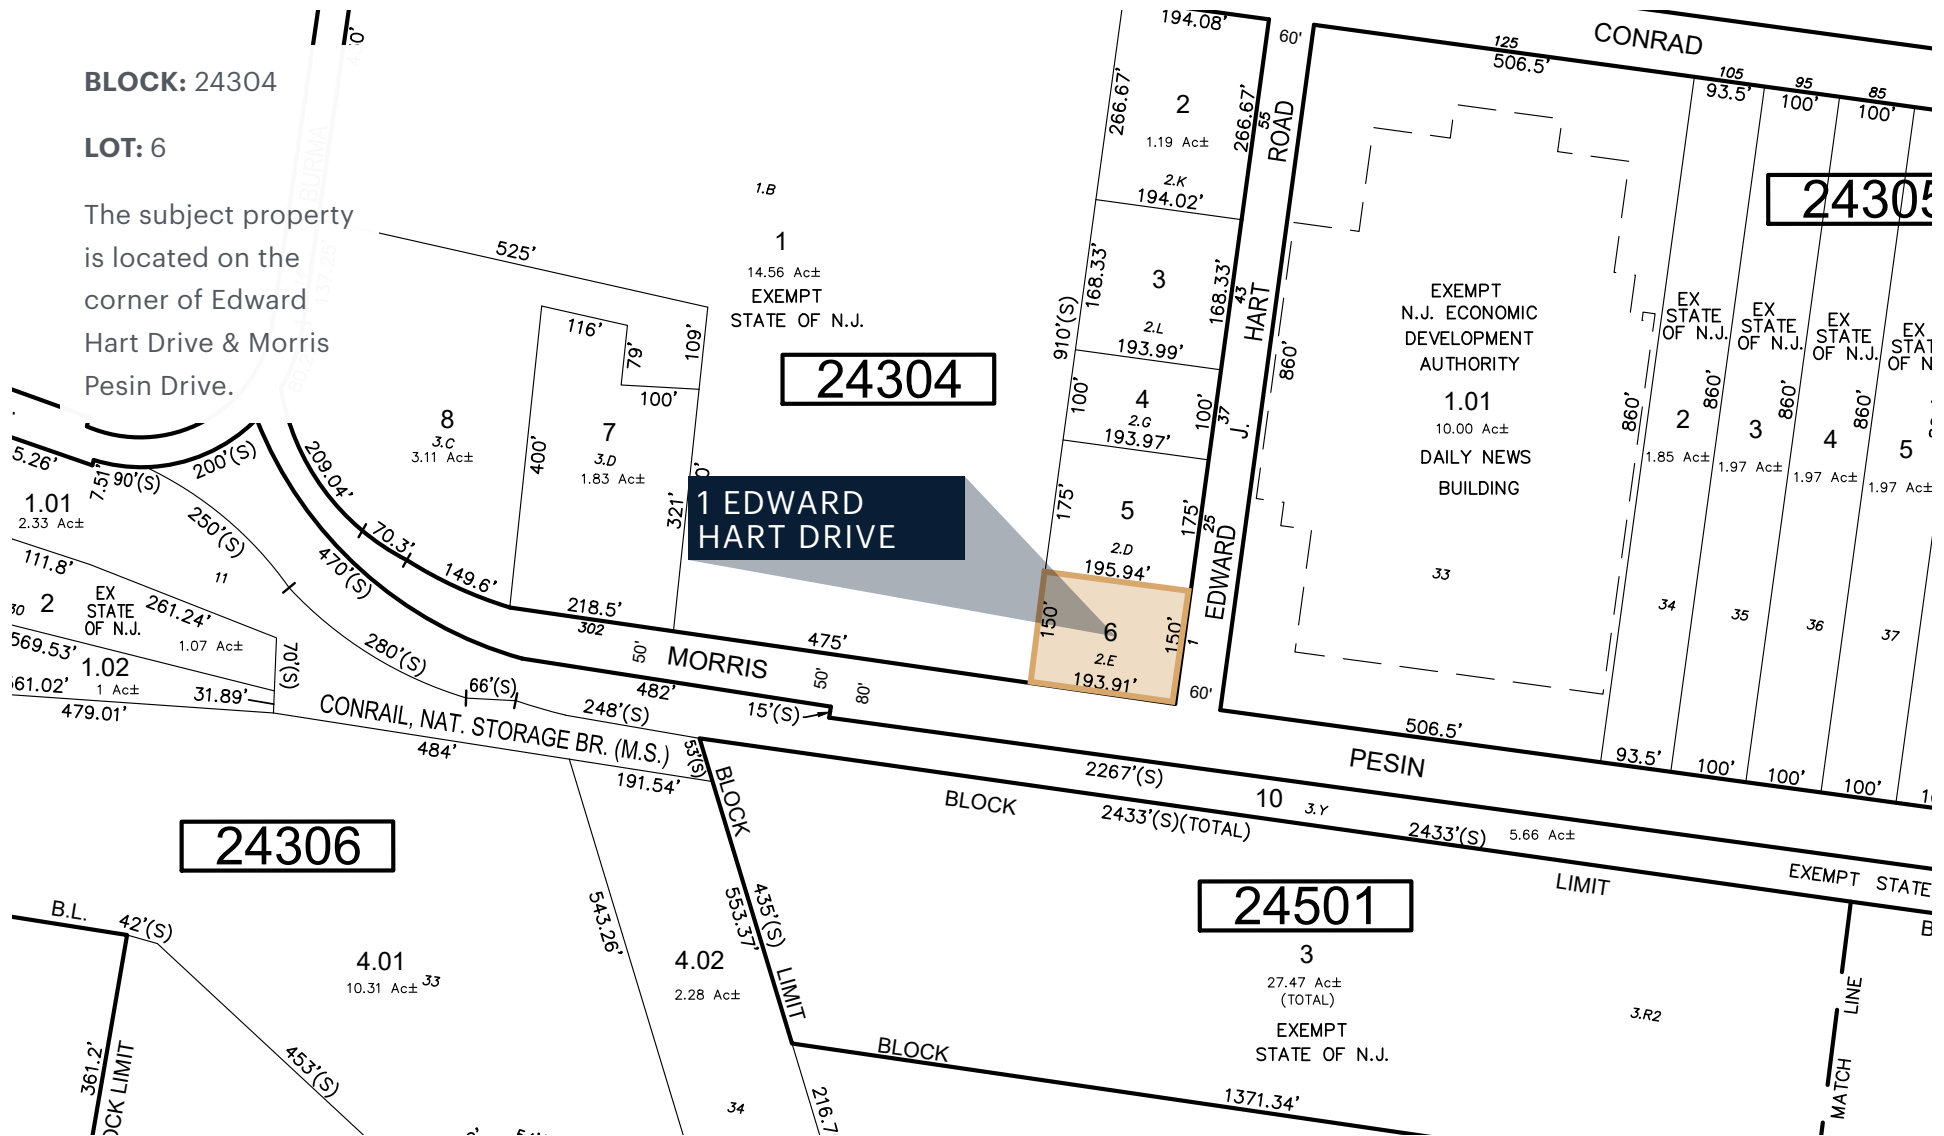 BLOCK: 24304
LOT: 6
The subject property
is located on the
corner of Edward
Hart Drive & Morris
Pesin Drive.
BURMA
194.08'
60'
CONRAD
125
506.5'
105
93.5'
95
100'
85
100'
266.67'
2
1.19 Ac±
266.67'
55
ROAD
2.K
194.02'
1.B
1
14.56 Ac±
EXEMPT
STATE OF N.J.
24304
525'
116'
79'
109'
100'
8
3.C
3.11 Ac±
7
3.D
1.83 Ac±
400'
321'
168.33'
3
168.33'
43
HART
2.L
193.99'
910'(S)
860'
100'
4
2.G
100'
37
J.
193.97'
175'
5
175'
25
2.D
195.94'
EDWARD
1 EDWARD
HART DRIVE
150'
6
150'
1
2.E
193.91'
60'
EXEMPT
N.J. ECONOMIC
DEVELOPMENT
AUTHORITY
1.01
10.00 Ac±
DAILY NEWS
BUILDING
33
506.5'
24305
EX
STATE
OF N.J.
860'
860'
2
1.85 Ac±
34
93.5'
EX
STATE
OF N.J.
860'
3
1.97 Ac±
35
100'
EX
STATE
OF N.J.
860'
4
1.97 Ac±
36
100'
EX
5
1.97 Ac±
37
100'
5.26'
7.51'
90'(S)
200'(S)
209.04'
70.3'
149.6'
218.5'
302
475'
1.01
2.33 Ac±
250'(S)
470'(S)
111.8'
11
EX
STATE
OF N.J.
2
30
261.24'
1.07 Ac±
569.53'
1.02
1 Ac±
70'(S)
280'(S)
31.89'
479.01'
66'(S)
50'
MORRIS
50'
80'
482'
248'(S)
15'(S)
CONRAIL, NAT. STORAGE BR. (M.S.)
484'
191.54'
53'(S)
PESIN
2267'(S)
10
3.Y
BLOCK
2433'(S)(TOTAL)
2433'(S)
5.66 Ac±
LIMIT
EXEMPT STATE
24306
BLOCK
435'(S)
553.37'
LIMIT
543.26'
4.02
2.28 Ac±
34
B.L.
42'(S)
4.01
10.31 Ac±
33
453'(S)
361.2'
24501
3
27.47 Ac±
(TOTAL)
EXEMPT
STATE OF N.J.
3.R2
BLOCK
1371.34'
MATCH LINE